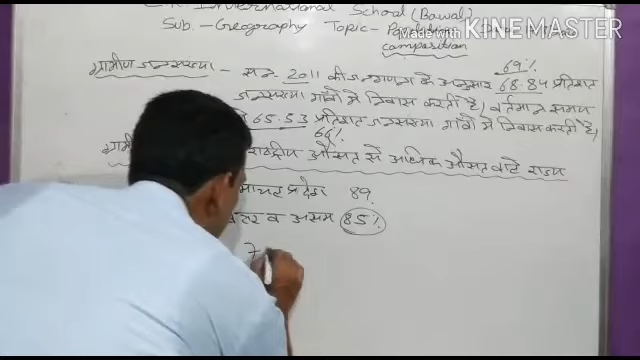 International School (Bawal)
Made with KINEMASTER
Sub. - Geography Topic - Population
composition
69%
ग्रामीण जनसंख्या - सन् 2011 की जनगणना के अनुसार 68.84 प्रतिशत
जनसंख्या गाँवों में निवास करती है। वर्तमान समय
65.53 प्रतिशत जनसंख्या गाँवों में निवास करती है।
66%
राष्ट्रीय औसत से अधिक औसत वाले राज्य
प्रदेश 89%
व असम 85%